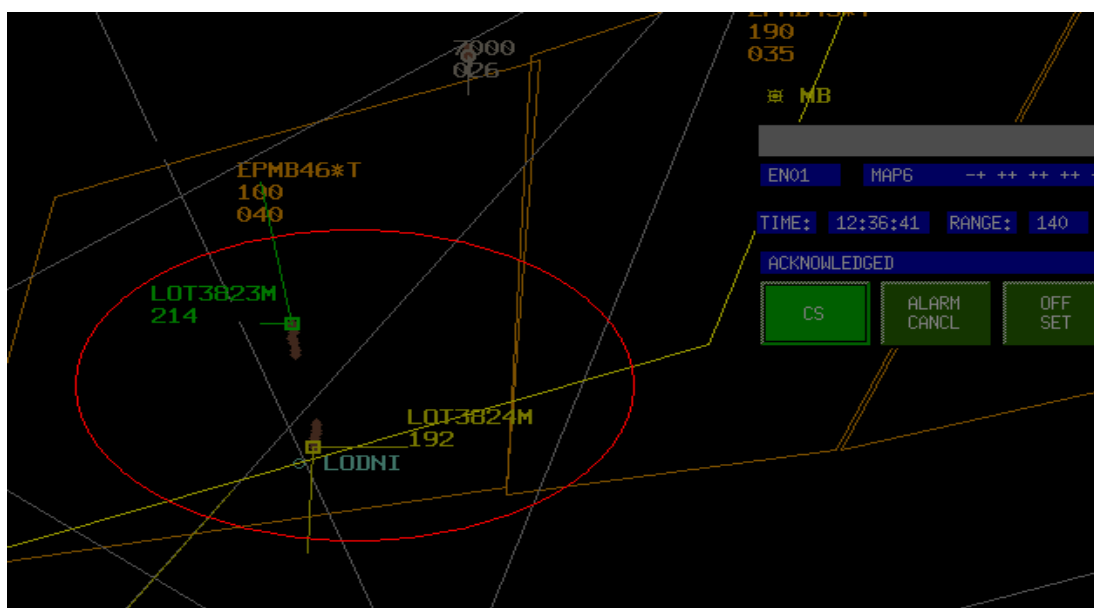 7000
026
190
035
MB
EPMB46*T
100
040
EN01 MAP6 -+ ++ ++ ++
TIME: 12:36:41 RANGE: 140
ACKNOWLEDGED
LOT3823M
214
CS
ALARM
CANCL
OFF
SET
LOT3824M
192
LODNI